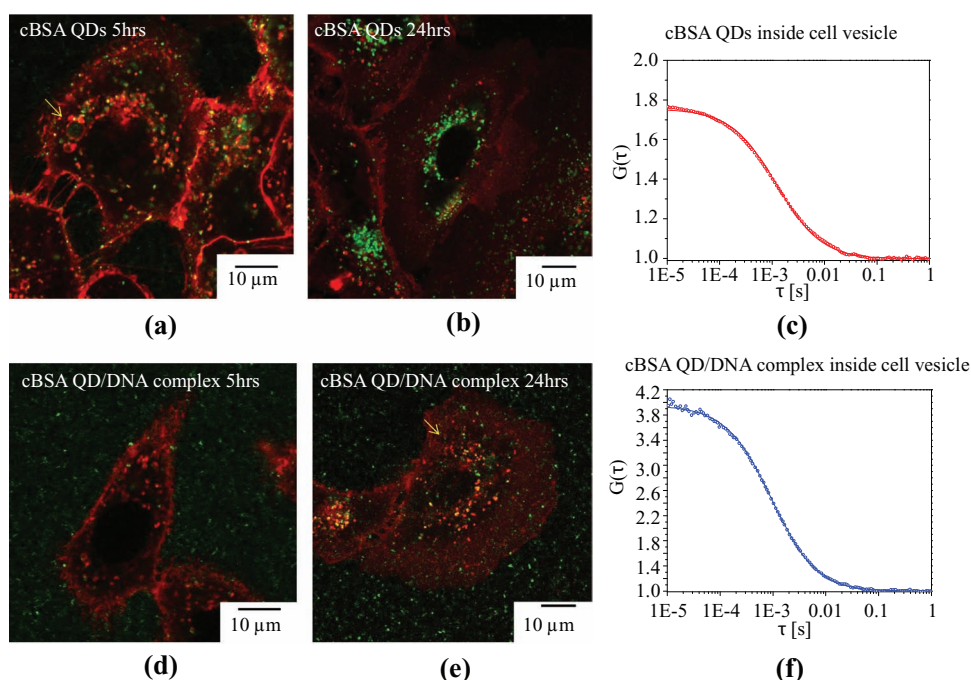 cBSA QDs 5hrs
10 µm
(a)
cBSA QDs 24hrs
10 µm
(b)
cBSA QDs inside cell vesicle
2.0
1.8
1.6
1.4
1.2
1.0
G(τ)
1E-5 1E-4 1E-3 0.01 0.1 1
τ [s]
(c)
cBSA QD/DNA complex 5hrs
10 µm
(d)
cBSA QD/DNA complex 24hrs
10 µm
(e)
cBSA QD/DNA complex inside cell vesicle
4.2
3.8
3.4
3.0
2.6
2.2
1.8
1.4
1.0
G(τ)
1E-5 1E-4 1E-3 0.01 0.1 1
τ [s]
(f)